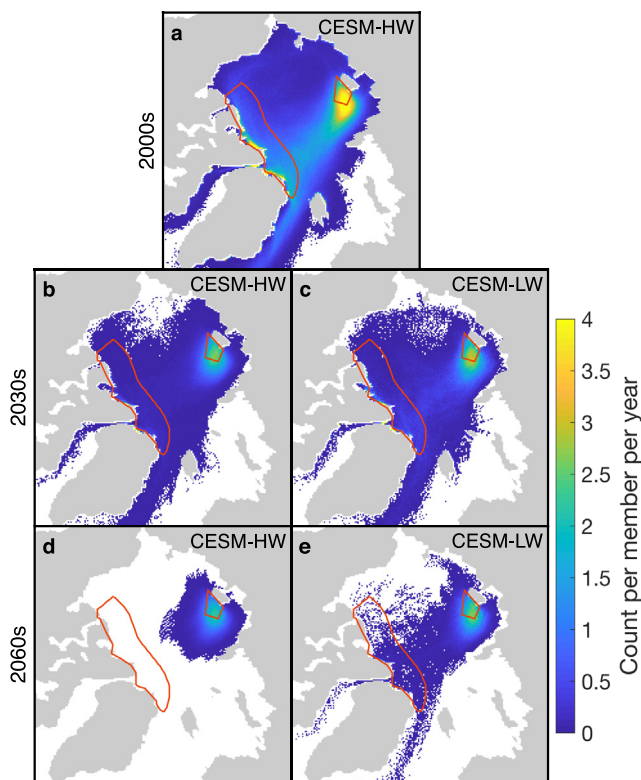 a CESM-HW
2000s
b CESM-HW
c CESM-LW
2030s
d CESM-HW
e CESM-LW
2060s
4
3.5
3
2.5
2
1.5
1
0.5
0
Count per member per year